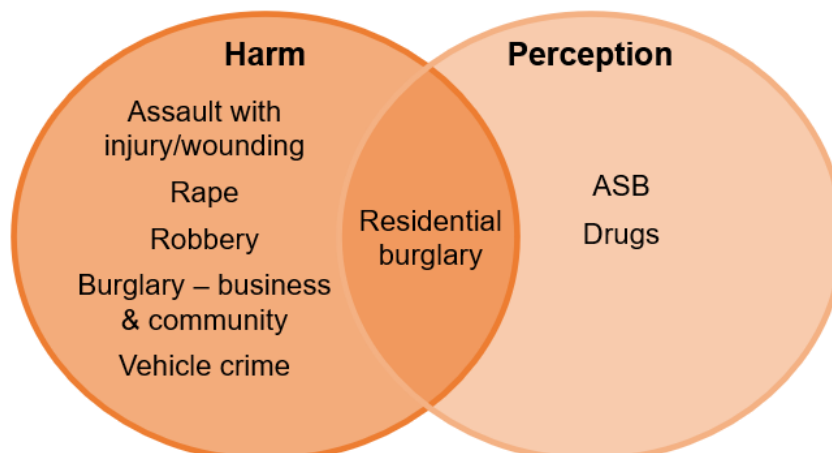 Harm
Assault with
injury/wounding
Rape
Robbery
Burglary – business
& community
Vehicle crime
Residential
burglary
Perception
ASB
Drugs